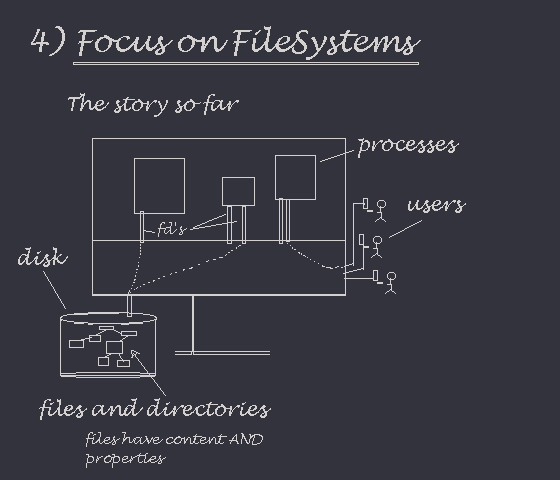 4) Focus on FileSystems
The story so far
processes
users
fd's
disk
files and directories
files have content AND
properties